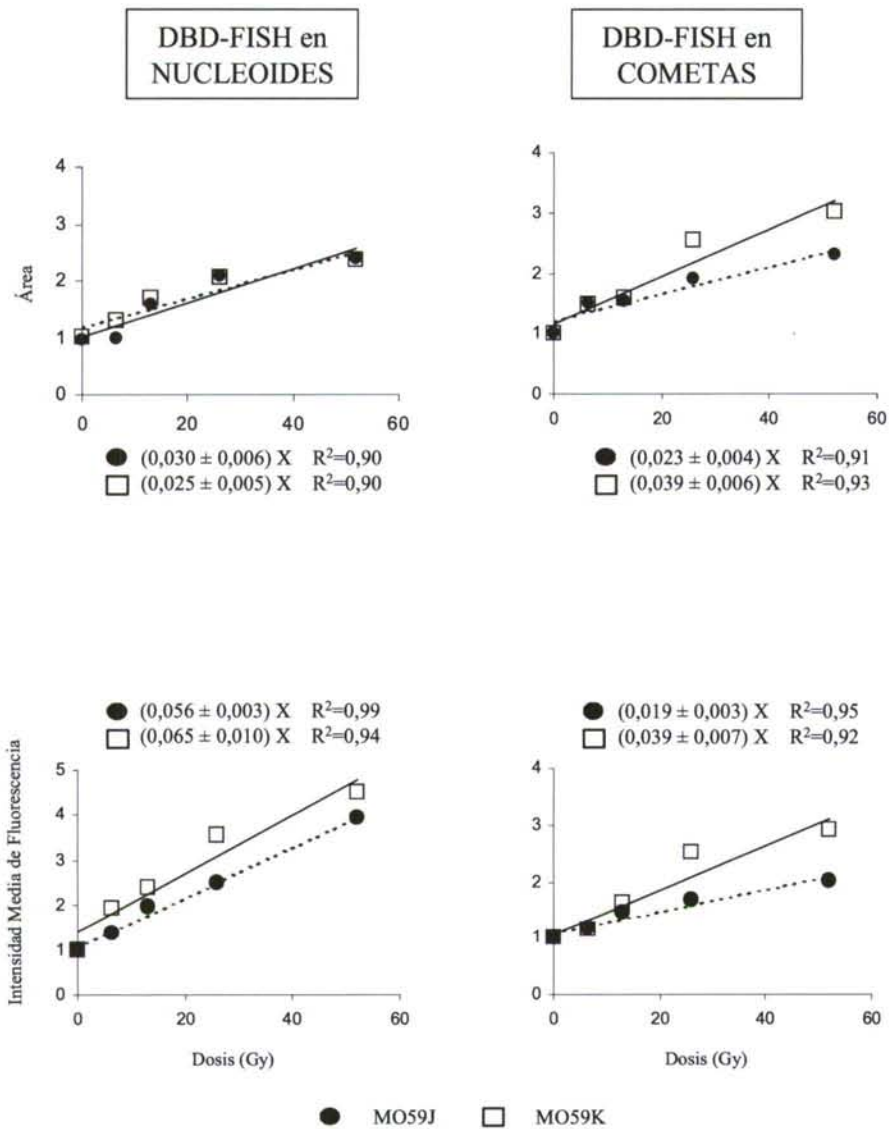 DBD-FISH en
NUCLEOIDES
DBD-FISH en
COMETAS
Área
4
3
2
1
0
0 20 40 60
● (0,030 ± 0,006) X R²=0,90
□ (0,025 ± 0,005) X R²=0,90
4
3
2
1
0
0 20 40 60
● (0,023 ± 0,004) X R²=0,91
□ (0,039 ± 0,006) X R²=0,93
● (0,056 ± 0,003) X R²=0,99
□ (0,065 ± 0,010) X R²=0,94
Intensidad Media de Fluorescencia
5
4
3
2
1
0
0 20 40 60
Dosis (Gy)
● (0,019 ± 0,003) X R²=0,95
□ (0,039 ± 0,007) X R²=0,92
4
3
2
1
0
0 20 40 60
Dosis (Gy)
● MO59J □ MO59K